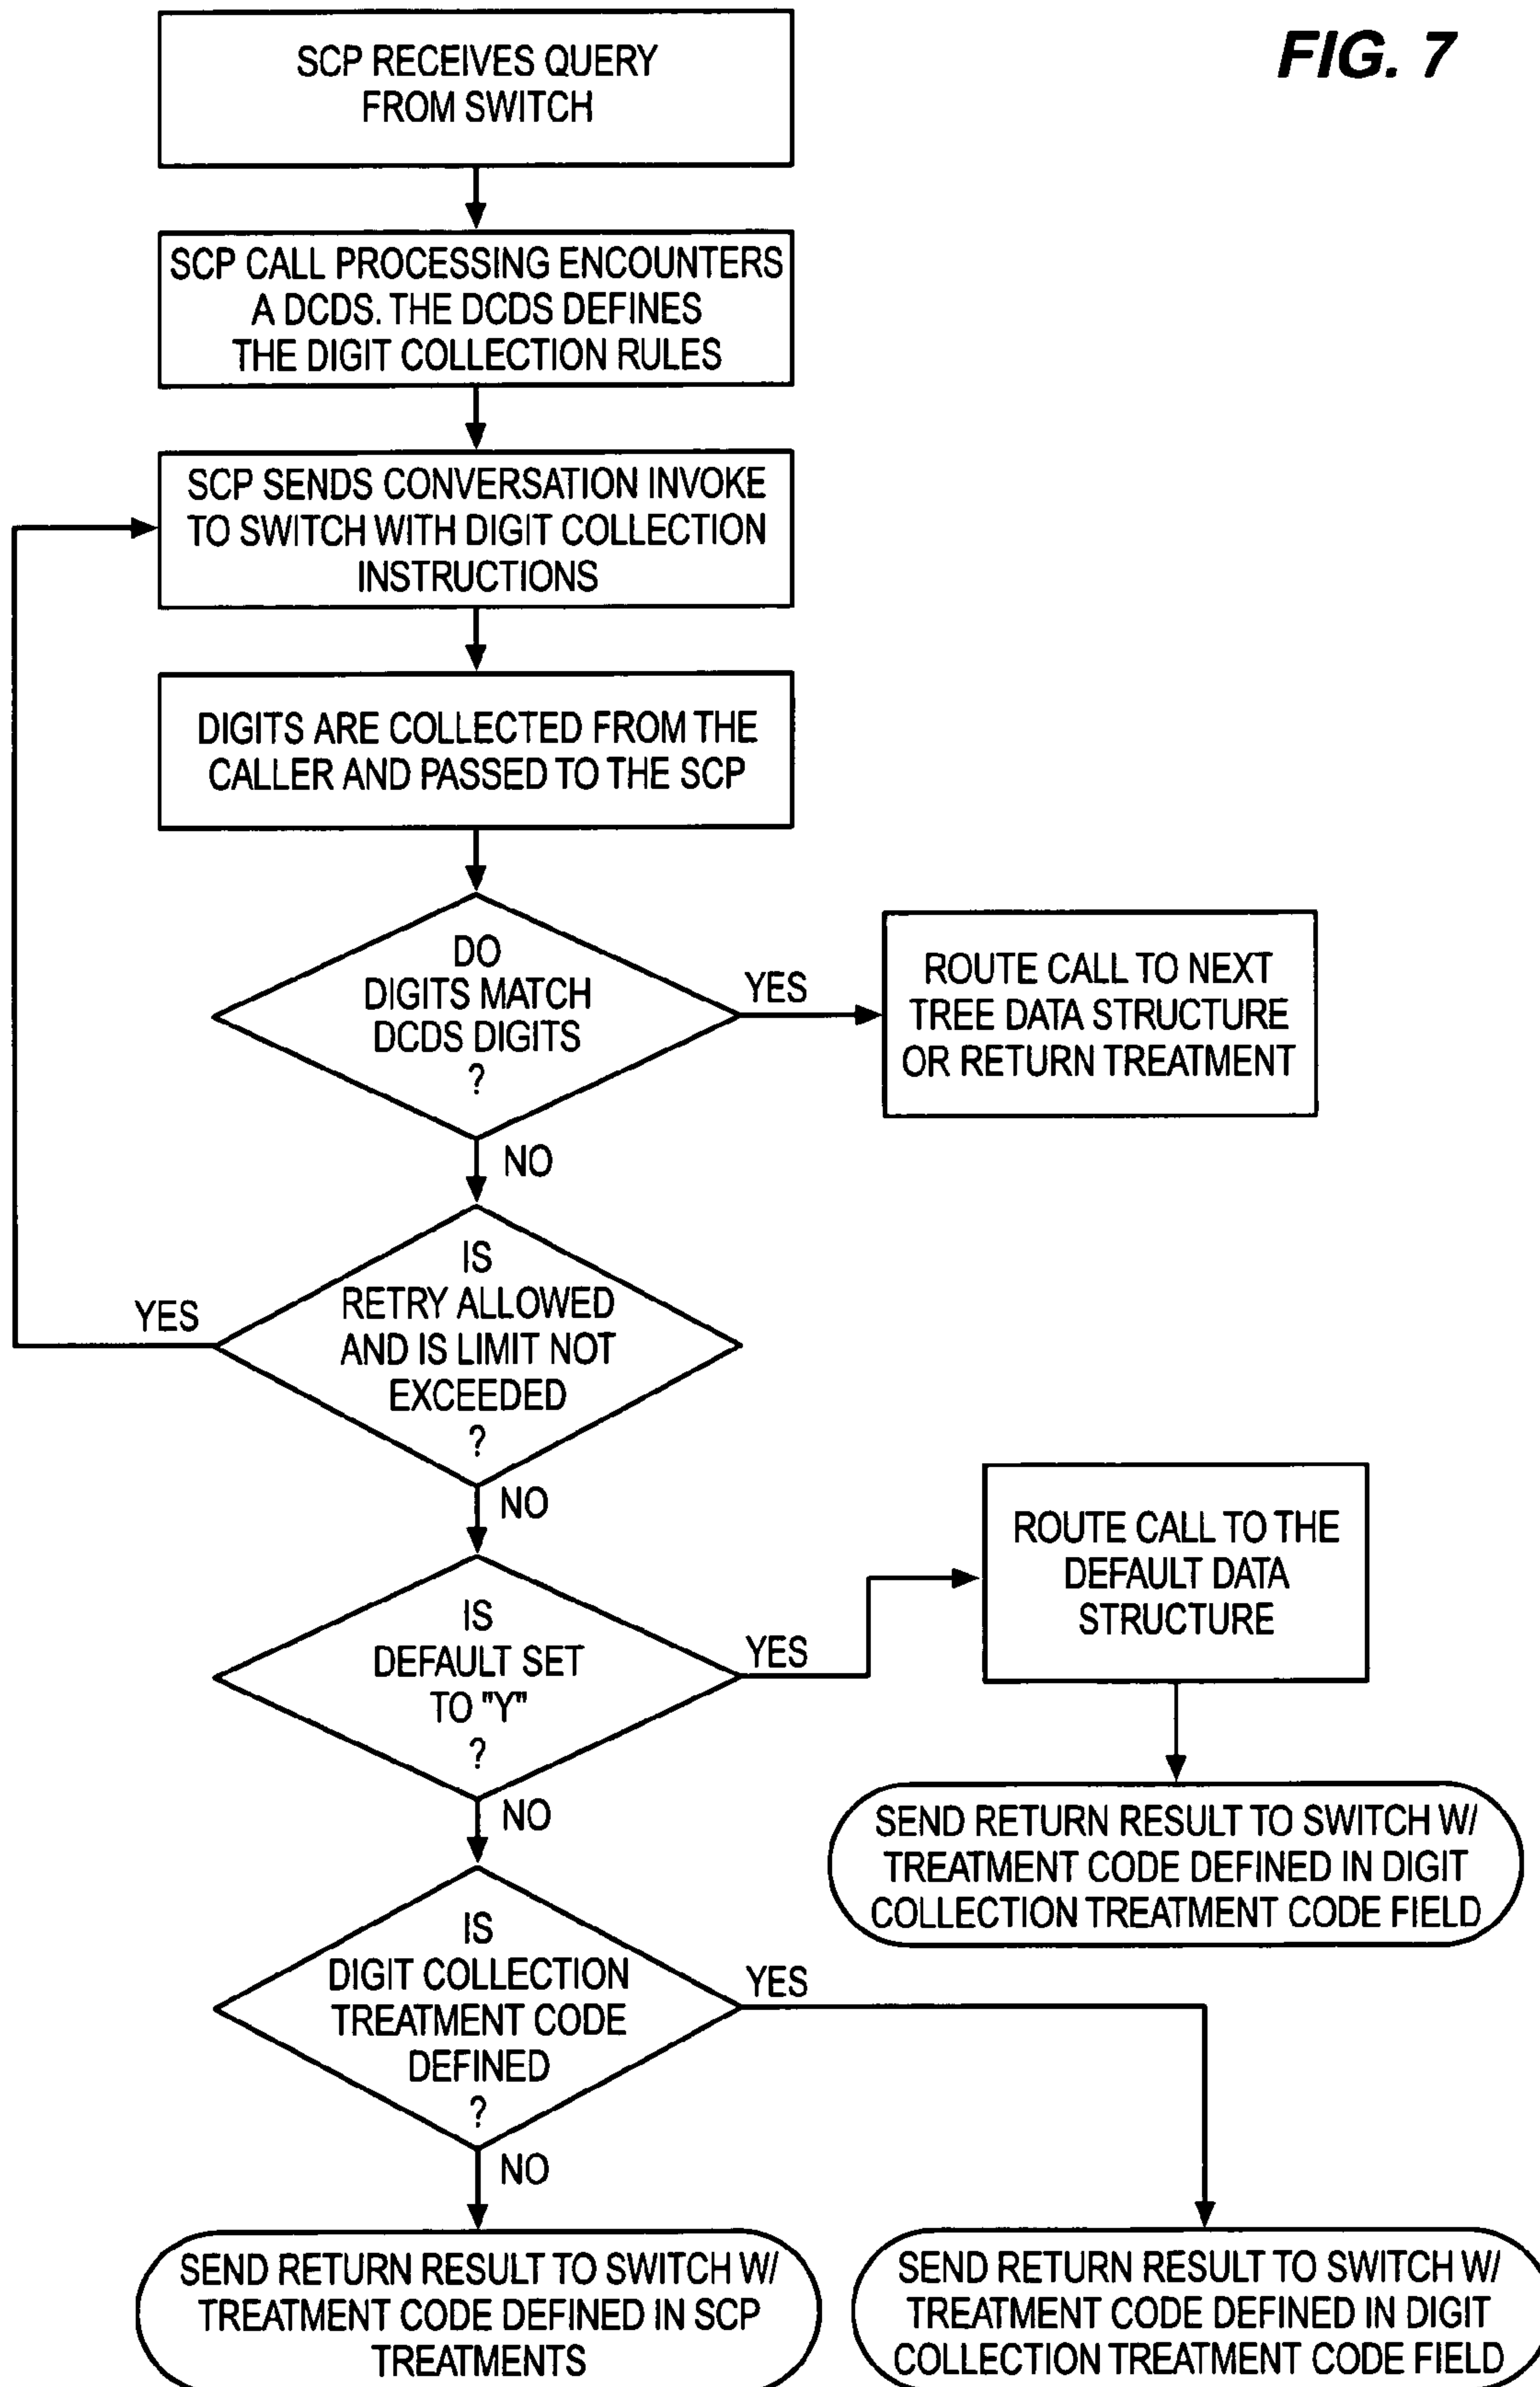 FIG. 7
SCP RECEIVES QUERY
FROM SWITCH
SCP CALL PROCESSING ENCOUNTERS
A DCDS. THE DCDS DEFINES
THE DIGIT COLLECTION RULES
SCP SENDS CONVERSATION INVOKE
TO SWITCH WITH DIGIT COLLECTION
INSTRUCTIONS
DIGITS ARE COLLECTED FROM THE
CALLER AND PASSED TO THE SCP
DO
DIGITS MATCH
DCDS DIGITS
?
YES
ROUTE CALL TO NEXT
TREE DATA STRUCTURE
OR RETURN TREATMENT
NO
IS
RETRY ALLOWED
AND IS LIMIT NOT
EXCEEDED
?
YES
NO
IS
DEFAULT SET
TO "Y"
?
YES
ROUTE CALL TO THE
DEFAULT DATA
STRUCTURE
SEND RETURN RESULT TO SWITCH W/
TREATMENT CODE DEFINED IN DIGIT
COLLECTION TREATMENT CODE FIELD
NO
IS
DIGIT COLLECTION
TREATMENT CODE
DEFINED
?
YES
NO
SEND RETURN RESULT TO SWITCH W/
TREATMENT CODE DEFINED IN SCP
TREATMENTS
SEND RETURN RESULT TO SWITCH W/
TREATMENT CODE DEFINED IN DIGIT
COLLECTION TREATMENT CODE FIELD